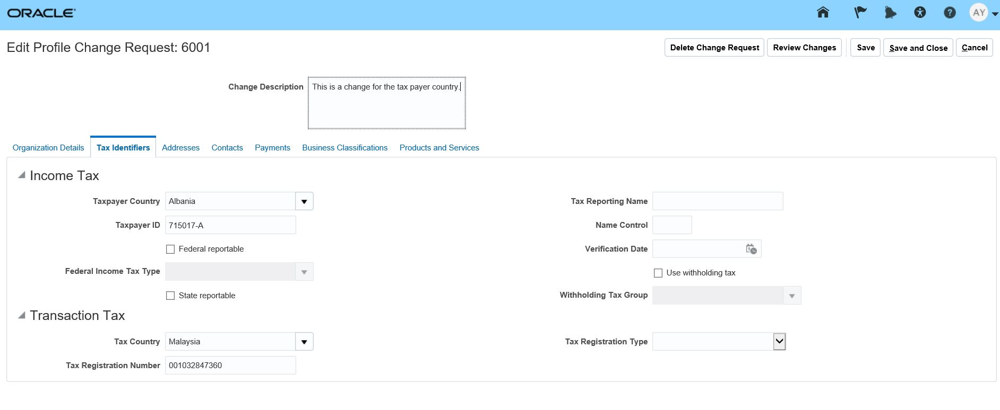 ORACLE
AY
Edit Profile Change Request: 6001
Delete Change Request
Review Changes
Save
Save and Close
Cancel
Change Description
This is a change for the tax payer country.
Organization Details
Tax Identifiers
Addresses
Contacts
Payments
Business Classifications
Products and Services
Income Tax
Taxpayer Country
Albania
Tax Reporting Name
Taxpayer ID
715017-A
Name Control
Federal reportable
Verification Date
Federal Income Tax Type
Use withholding tax
State reportable
Withholding Tax Group
Transaction Tax
Tax Country
Malaysia
Tax Registration Type
Tax Registration Number
001032847360